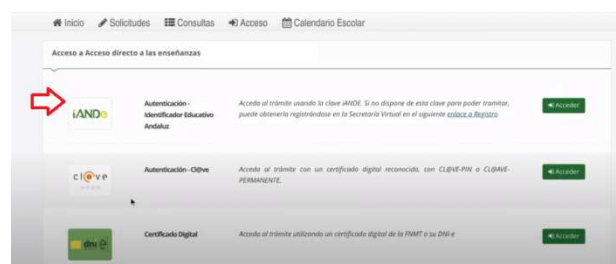 Inicio Solicitudes Consultas Acceso Calendario Escolar
Acceso a Acceso directo a las enseñanzas
iANDe
Autenticación -
Identificador Educativo
Andaluz
Acceda al trámite usando la clave iANDE. Si no dispone de esta clave para poder tramitar,
puede obtenerla registrándose en la Secretaría Virtual en el siguiente enlace a Registro
Acceder
cl@ve
Autenticación - Cl@ve
Acceda al trámite con un certificado digital reconocido, con CL@VE-PIN o CL@VE-
PERMANENTE.
Acceder
dni e
Certificado Digital
Acceda al trámite utilizando un certificado digital de la FNMT o su DNI-e
Acceder